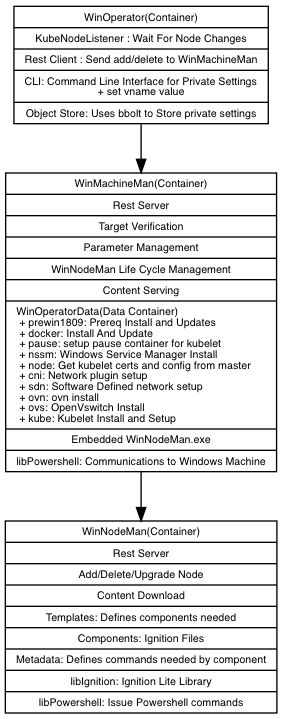 WinOperator(Container)
KubeNodeListener : Wait For Node Changes
Rest Client : Send add/delete to WinMachineMan
CLI: Command Line Interface for Private Settings
+ set vname value
Object Store: Uses bbolt to Store private settings
WinMachineMan(Container)
Rest Server
Target Verification
Parameter Management
WinNodeMan Life Cycle Management
Content Serving
WinOperatorData(Data Container)
+ prewin1809: Prereq Install and Updates
+ docker: Install And Update
+ pause: setup pause container for kubelet
+ nssm: Windows Service Manager Install
+ node: Get kubelet certs and config from master
+ cni: Network plugin setup
+ sdn: Software Defined network setup
+ ovn: ovn install
+ ovs: OpenVswitch Install
+ kube: Kubelet Install and Setup
Embedded WinNodeMan.exe
libPowershell: Communications to Windows Machine
WinNodeMan(Container)
Rest Server
Add/Delete/Upgrade Node
Content Download
Templates: Defines components needed
Components: Ignition Files
Metadata: Defines commands needed by component
libIgnition: Ignition Lite Library
libPowershell: Issue Powershell commands